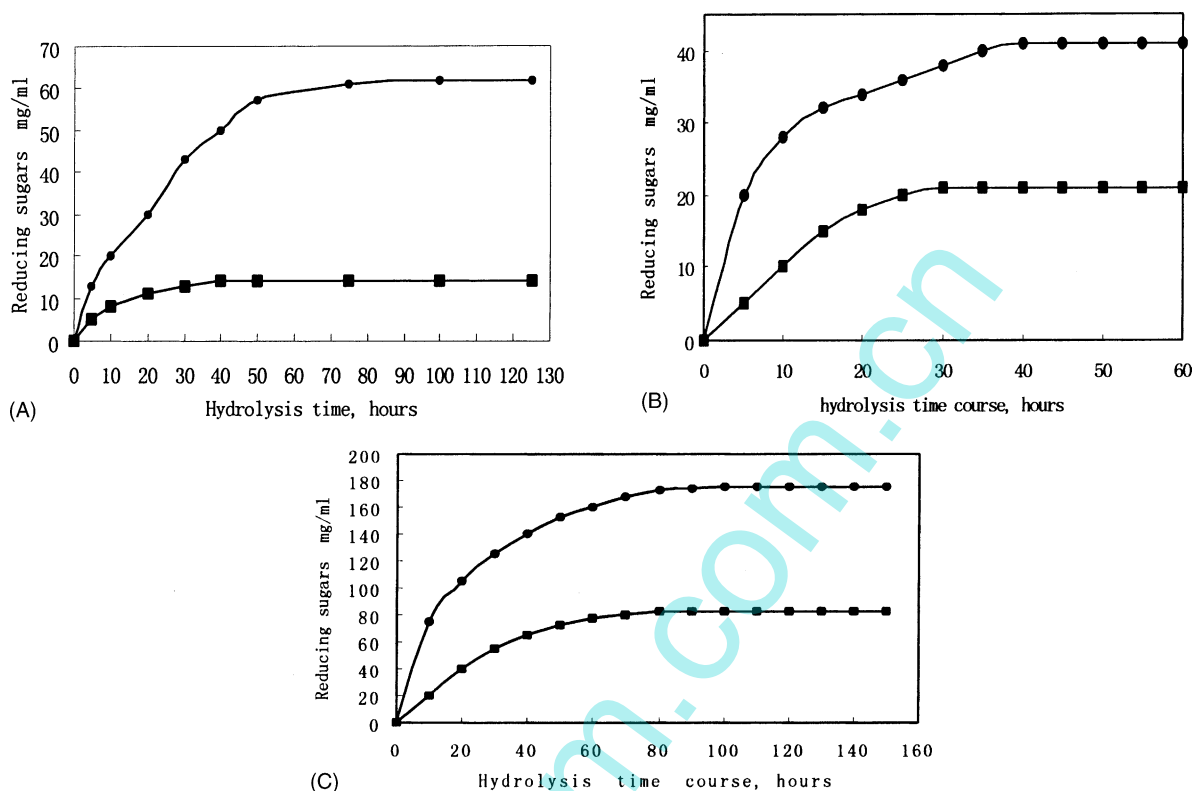 70
60
50
40
30
20
10
0
Reducing sugars mg/ml
0 10 20 30 40 50 60 70 80 90 100 110 120 130
Hydrolysis time, hours
(A)
40
30
20
10
0
Reducing sugars mg/ml
0 10 20 30 40 50 60
hydrolysis time course, hours
(B)
200
180
160
140
120
100
80
60
40
20
0
Reducing sugars mg/ml
0 20 40 60 80 100 120 140 160
Hydrolysis time course, hours
(C)
m.com.cn